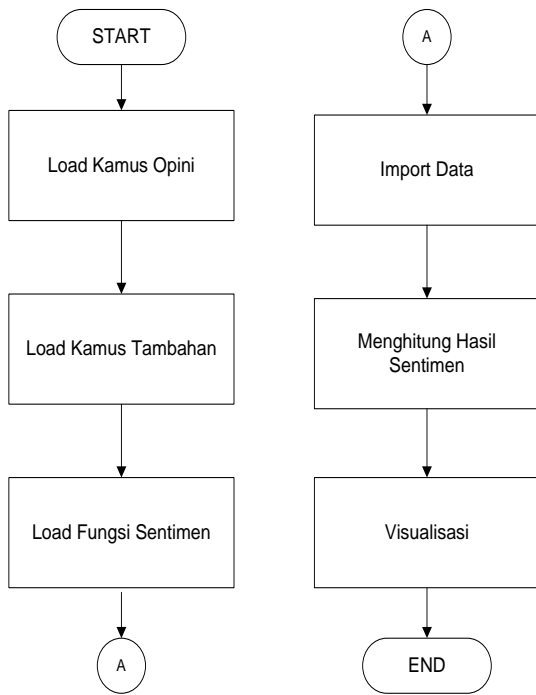 START
Load Kamus Opini
Load Kamus Tambahan
Load Fungsi Sentimen
A
A
Import Data
Menghitung Hasil
Sentimen
Visualisasi
END